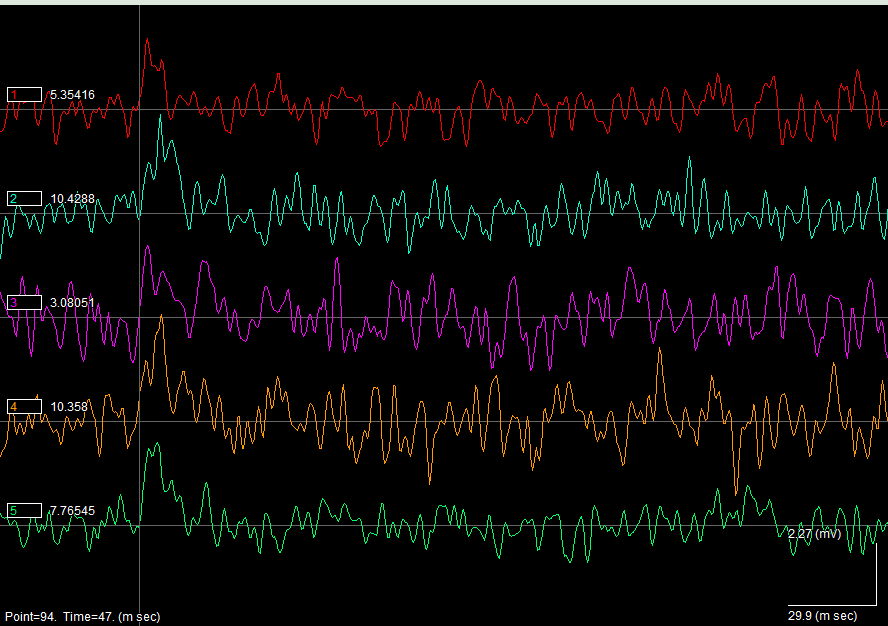 1 5.35416
2 10.4288
3 3.08051
4 10.358
5 7.76545
2.27 (mV)
29.9 (m sec)
Point=94. Time=47. (m sec)